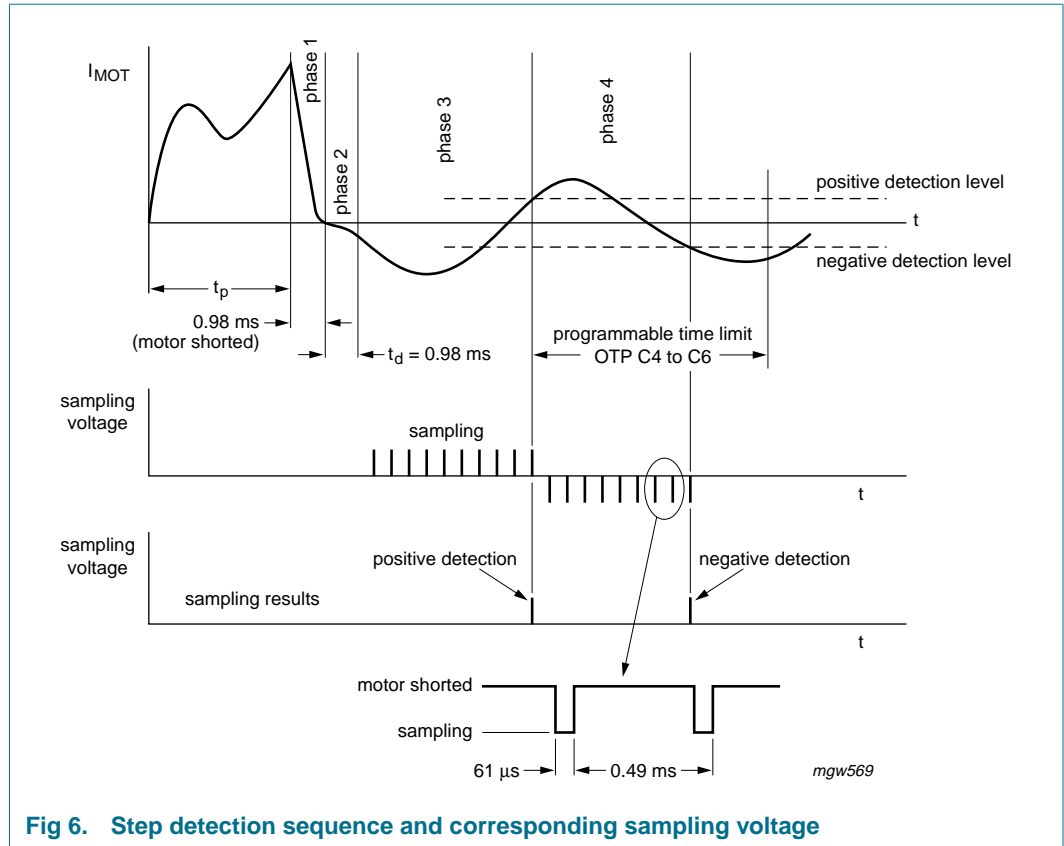 I_MOT
phase 1
phase 2
phase 3
phase 4
positive detection level
t
negative detection level
t_p
0.98 ms
(motor shorted)
t_d = 0.98 ms
programmable time limit
OTP C4 to C6
sampling
voltage
sampling
t
sampling
voltage
positive detection
negative detection
sampling results
t
motor shorted
sampling
61 μs
0.49 ms
mgw569
Fig 6. Step detection sequence and corresponding sampling voltage